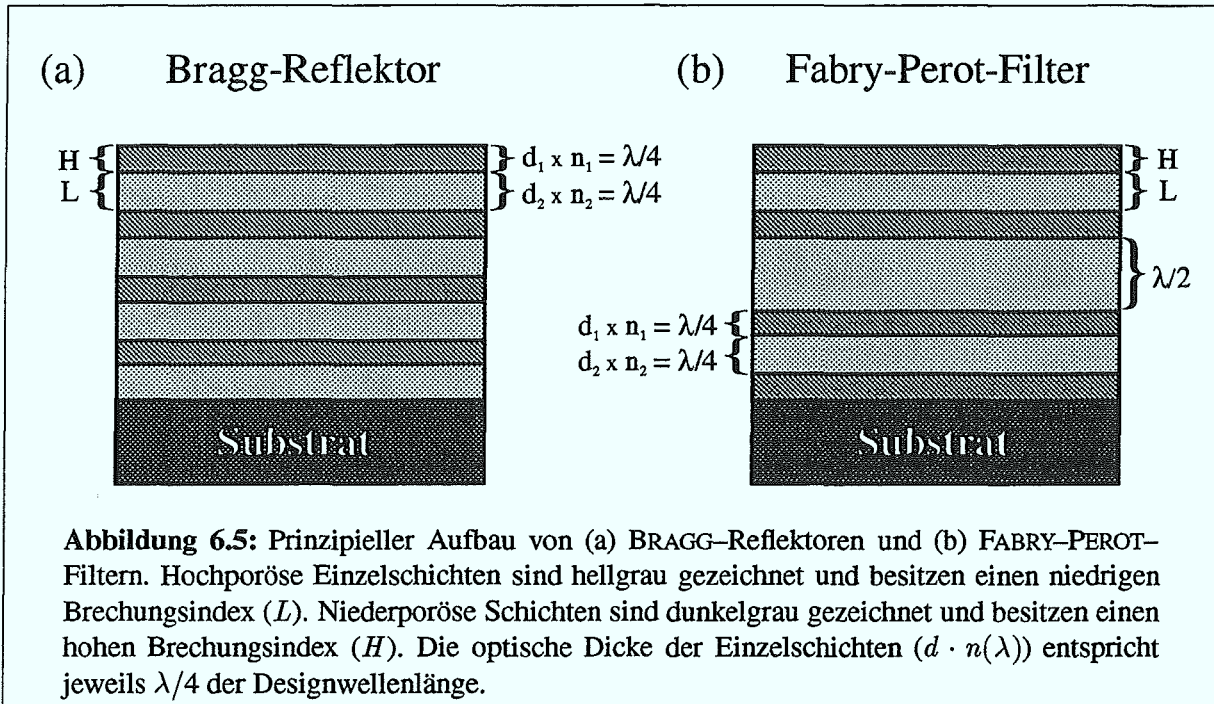 (a) Bragg-Reflektor
(b) Fabry-Perot-Filter
H
d₁ x n₁ = λ/4
L
d₂ x n₂ = λ/4
H
L
λ/2
d₁ x n₁ = λ/4
d₂ x n₂ = λ/4
Substrat
Substrat
Abbildung 6.5: Prinzipieller Aufbau von (a) BRAGG–Reflektoren und (b) FABRY–PEROT–
Filtern. Hochporöse Einzelschichten sind hellgrau gezeichnet und besitzen einen niedrigen
Brechungsindex (L). Niederporöse Schichten sind dunkelgrau gezeichnet und besitzen einen
hohen Brechungsindex (H). Die optische Dicke der Einzelschichten (d · n(λ)) entspricht
jeweils λ/4 der Designwellenlänge.